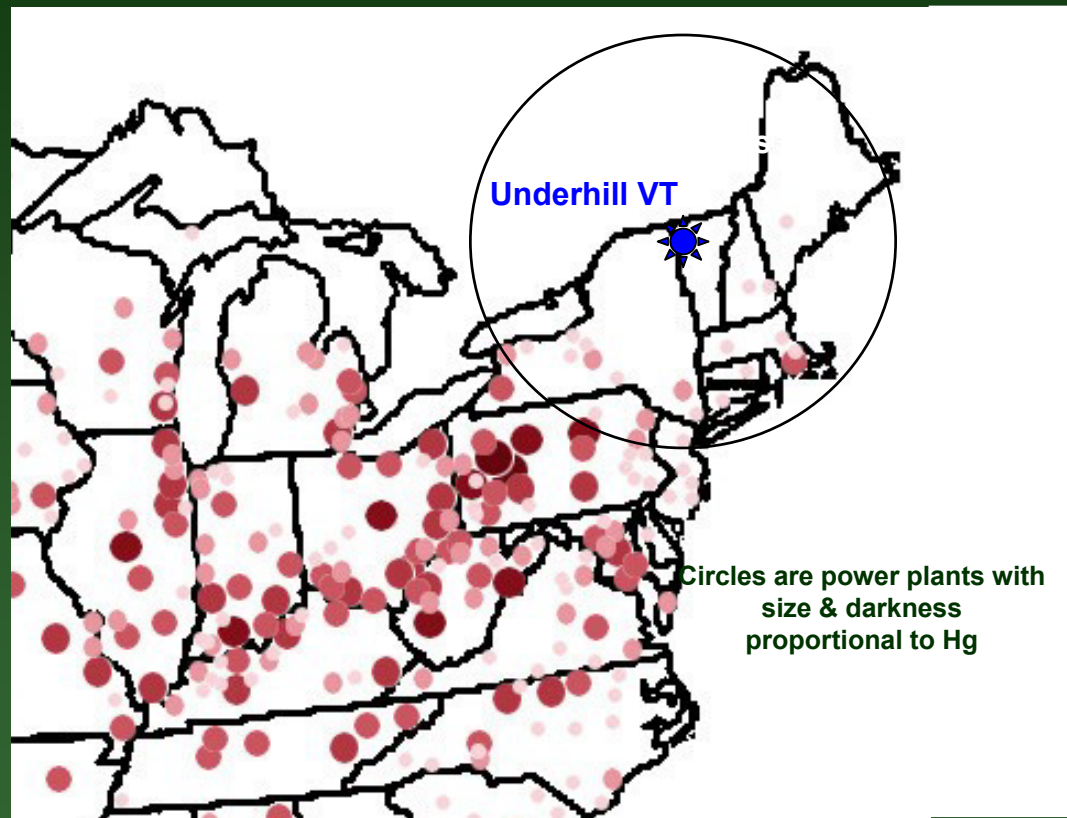 Underhill VT
Circles are power plants with
size & darkness
proportional to Hg